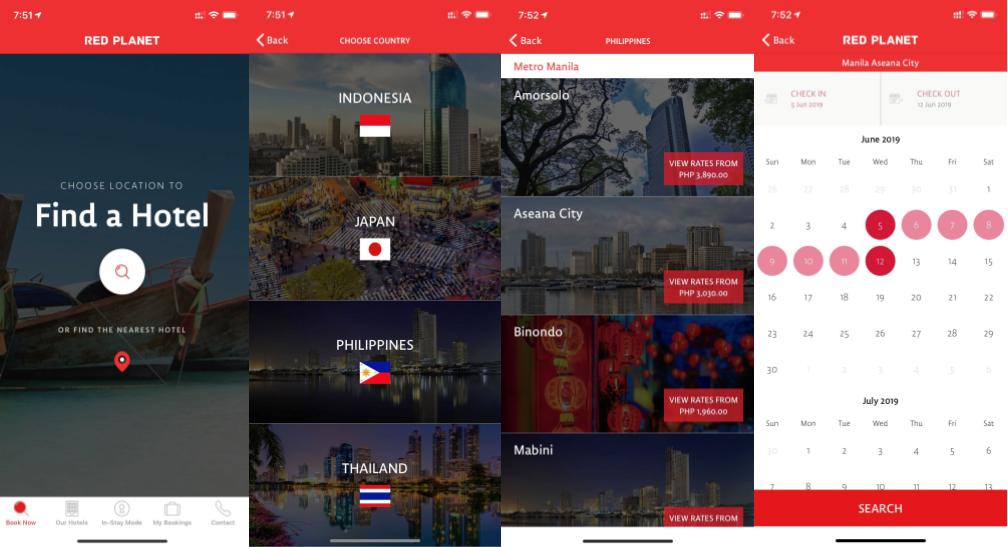 7:51
RED PLANET
CHOOSE LOCATION TO
Find a Hotel
OR FIND THE NEAREST HOTEL
Book Now Our Hotels In-Stay Mode My Bookings Contact
7:51
Back CHOOSE COUNTRY
INDONESIA
JAPAN
PHILIPPINES
THAILAND
7:52
Back PHILIPPINES
Metro Manila
Amorsolo
VIEW RATES FROM
PHP 3,890.00
Aseana City
VIEW RATES FROM
PHP 3,030.00
Binondo
VIEW RATES FROM
PHP 1,960.00
Mabini
VIEW RATES FROM
7:52
Back RED PLANET
Manila Aseana City
CHECK IN
5 Jun 2019
CHECK OUT
12 Jun 2019
June 2019
Sun Mon Tue Wed Thu Fri Sat
26 27 28 29 30 31 1
2 3 4 5 6 7 8
9 10 11 12 13 14 15
16 17 18 19 20 21 22
23 24 25 26 27 28 29
30 1 2 3 4 5 6
July 2019
Sun Mon Tue Wed Thu Fri Sat
30 1 2 3 4 5 6
7 8 9 10 11 12 13
SEARCH